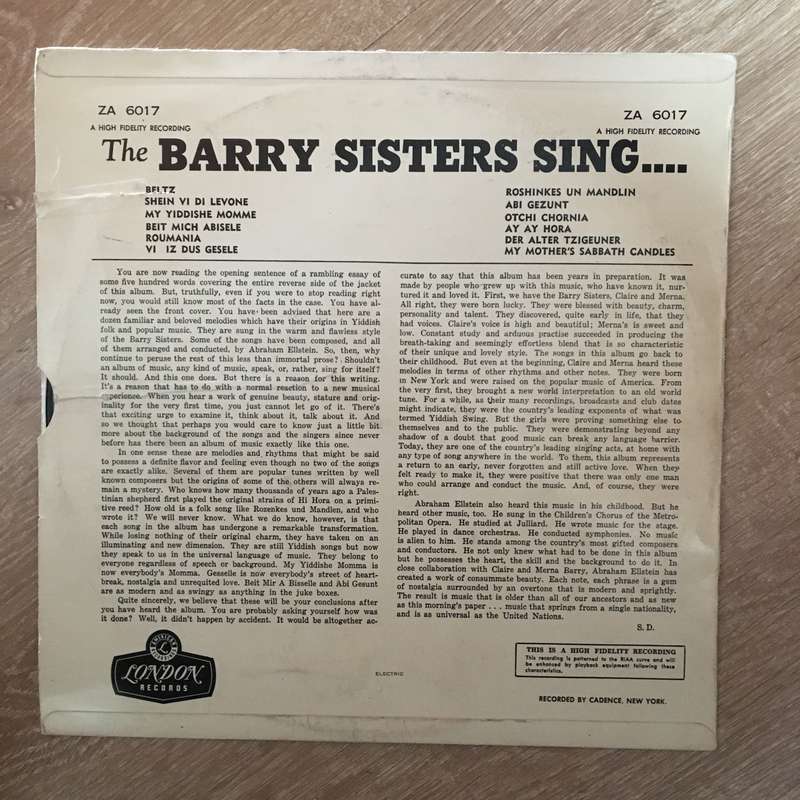 ZA 6017
ZA 6017
A HIGH FIDELITY RECORDING
A HIGH FIDELITY RECORDING
The BARRY SISTERS SING....
BELTZ
SHEIN VI DI LEVONE
MY YIDDISHE MOMME
BEIT MICH ABISELE
ROUMANIA
VI IZ DUS GESELE
ROSHINKES UN MANDLIN
ABI GEZUNT
OTCHI CHORNIA
AY AY HORA
DER ALTER TZIGEUNER
MY MOTHER'S SABBATH CANDLES
You are now reading the opening sentence of a rambling essay of
some five hundred words covering the entire reverse side of the jacket
of this album. But, truthfully, even if you were to stop reading right
now, you would still know most of the facts in the case. You have al-
ready seen the front cover. You have been advised that here are a
dozen familiar and beloved melodies which have their origins in Yiddish
folk and popular music. They are sung in the warm and flawless style
of the Barry Sisters. Some of the songs have been composed, and all
of them arranged and conducted, by Abraham Ellstein. So, then, why
continue to peruse the rest of this less than immortal prose? Shouldn't
an album of music, any kind of music, speak, or, rather, sing for itself?
It should. And this one does. But there is a reason for this writing.
It's a reason that has to do with a normal reaction to a new musical
experience. When you hear a work of genuine beauty, stature and orig-
inality for the very first time, you just cannot let go of it. There's
that exciting urge to examine it, think about it, talk about it. And
so we thought that perhaps you would care to know just a little bit
more about the background of the songs and the singers since never
before has there been an album of music exactly like this one.
In one sense these are melodies and rhythms that might be said
to possess a definite flavor and feeling even though no two of the songs
are exactly alike. Several of them are popular tunes written by well
known composers but the origins of some of the others will always re-
main a mystery. Who knows how many thousands of years ago a Pales-
tinian shepherd first played the original strains of Hi Hora on a primi-
tive reed? How old is a folk song like Rozenkes und Mandlen, and who
wrote it? We will never know. What we do know, however, is that
each song in the album has undergone a remarkable transformation.
While losing nothing of their original charm, they have taken on an
illuminating and new dimension. They are still Yiddish songs but now
they speak to us in the universal language of music. They belong to
everyone regardless of speech or background. My Yiddishe Momma is
now everybody's Momma. Gesselle is now everybody's street of heart-
break, nostalgia and unrequited love. Beit Mir A Bisselle and Abi Gesunt
are as modern and as swingy as anything in the juke boxes.
Quite sincerely, we believe that these will be your conclusions after
you have heard the album. You are probably asking yourself how was
it done? Well, it didn't happen by accident. It would be altogether ac-
curate to say that this album has been years in preparation. It was
made by people who grew up with this music, who have known it, nur-
tured it and loved it. First, we have the Barry Sisters, Claire and Merna.
All right, they were born lucky. They were blessed with beauty, charm,
personality and talent. They discovered, quite early in life, that they
had voices. Claire's voice is high and beautiful; Merna's is sweet and
low. Constant study and arduous practise succeeded in producing the
breath-taking and seemingly effortless blend that is so characteristic
of their unique and lovely style. The songs in this album go back to
their childhood. But even at the beginning, Claire and Merna heard these
melodies in terms of other rhythms and other notes. They were born
in New York and were raised on the popular music of America. From
the very first, they brought a new world interpretation to an old world
tune. For a while, as their many recordings, broadcasts and club dates
might indicate, they were the country's leading exponents of what was
termed Yiddish Swing. But the girls were proving something else to
themselves and to the public. They were demonstrating beyond any
shadow of a doubt that good music can break any language barrier.
Today, they are one of the country's leading singing acts, at home with
any type of song anywhere in the world. To them, this album represents
a return to an early, never forgotten and still active love. When they
felt ready to make it, they were positive that there was only one man
who could arrange and conduct the music. And, of course, they were
right.
Abraham Ellstein also heard this music in his childhood. But he
heard other music, too. He sung in the Children's Chorus of the Metro-
politan Opera. He studied at Julliard. He wrote music for the stage.
He played in dance orchestras. He conducted symphonies. No music
is alien to him. He stands among the country's most gifted composers
and conductors. He not only knew what had to be done in this album
but he possesses the heart, the skill and the background to do it. In
close collaboration with Claire and Merna Barry, Abraham Ellstein has
created a work of consummate beauty. Each note, each phrase is a gem
of nostalgia surrounded by an overtone that is modern and sprightly.
The result is music that is older than all of our ancestors and as new
as this morning's paper . . . music that springs from a single nationality,
and is as universal as the United Nations.
S. D.
THIS IS A HIGH FIDELITY RECORDING
This recording is patterned to the RIAA curve and will
be enhanced by playback equipment following these
characteristics.
AMERICAN
RECORDINGS
L
LONDON
RECORDS
ELECTRIC
RECORDED BY CADENCE, NEW YORK.